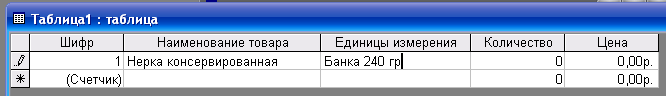 Таблица1 : таблица
Шифр Наименование товара Единицы измерения Количество Цена
1 Нерка консервированная Банка 240 гр 0 0,00р.
(Счетчик) 0 0,00р.